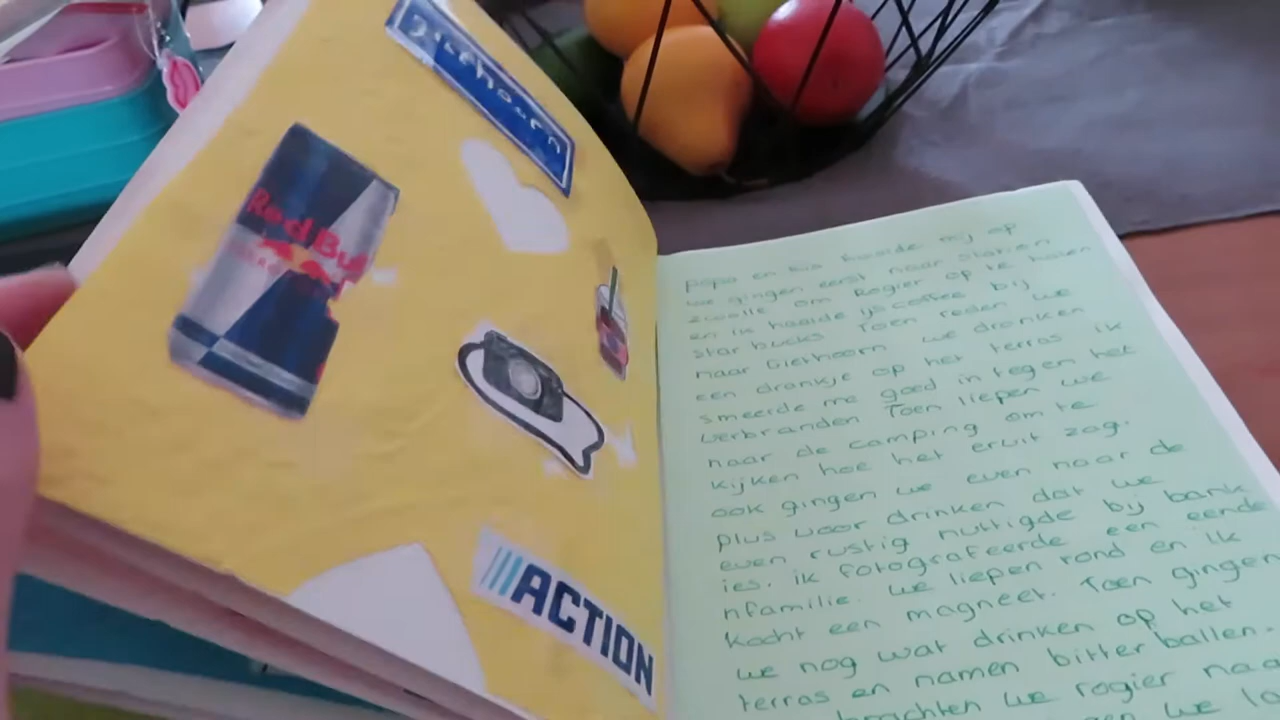 Giethoorn
Red Bull
ACTION
papa en haalde mij op
we gingen eerst naar station
zwolle om Rogier op te halen
en ik haalde ijscoffee bij
starbucks Toen reden we
naar Giethoorn we dronken
een drankje op het terras ik
smeerde me goed in tegen het
verbranden Toen liepen we
naar de camping om te
kijken hoe het eruit zag.
ook gingen we even naar de
plus voor drinken dat we
even rustig nuttigde bij bank
ies. ik fotografeerde een eende
nfamilie. we liepen rond en ik
kocht een magneet. Toen gingen
we nog wat drinken op het
terras en namen bitterballen.
brachten we rogier naa
we